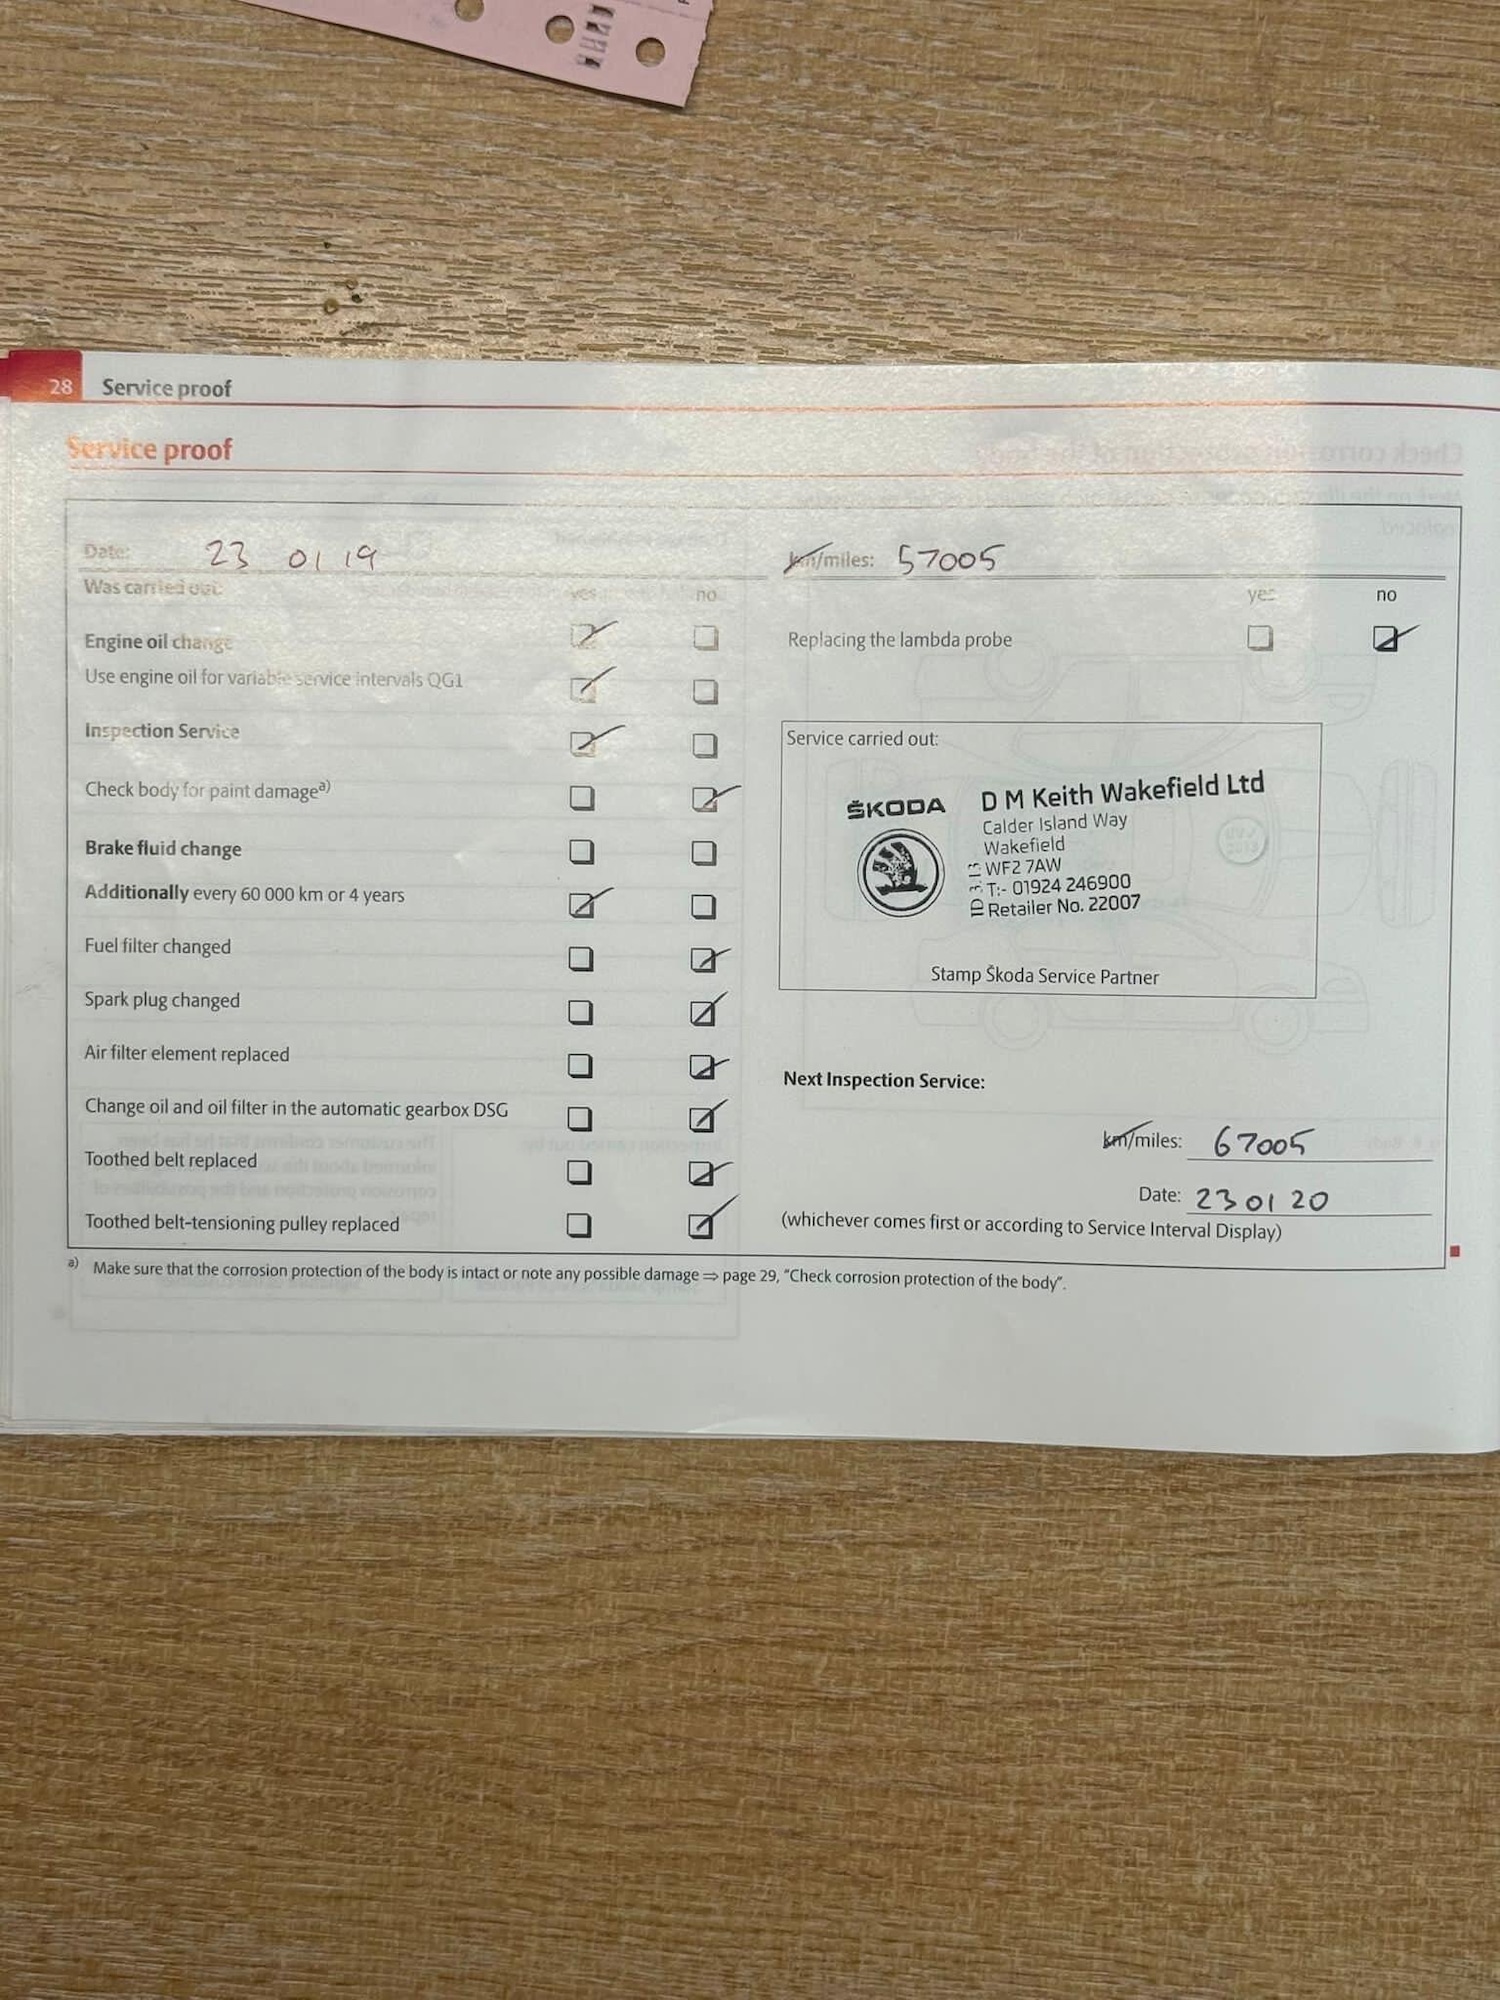 28 Service proof
Service proof
Date: 23 01 19
km/miles: 57005
Was carried out: yes no
yes no
Engine oil change
Replacing the lambda probe
Use engine oil for variable service intervals QG1
Inspection Service
Check body for paint damage a)
Brake fluid change
Additionally every 60 000 km or 4 years
Fuel filter changed
Spark plug changed
Air filter element replaced
Change oil and oil filter in the automatic gearbox DSG
Toothed belt replaced
Toothed belt-tensioning pulley replaced
Service carried out:
ŠKODA
D M Keith Wakefield Ltd
Calder Island Way
Wakefield
WF2 7AW
T:- 01924 246900
Retailer No. 22007
Stamp Škoda Service Partner
Next Inspection Service:
km/miles: 67005
Date: 23 01 20
(whichever comes first or according to Service Interval Display)
a) Make sure that the corrosion protection of the body is intact or note any possible damage ⇒ page 29, "Check corrosion protection of the body".